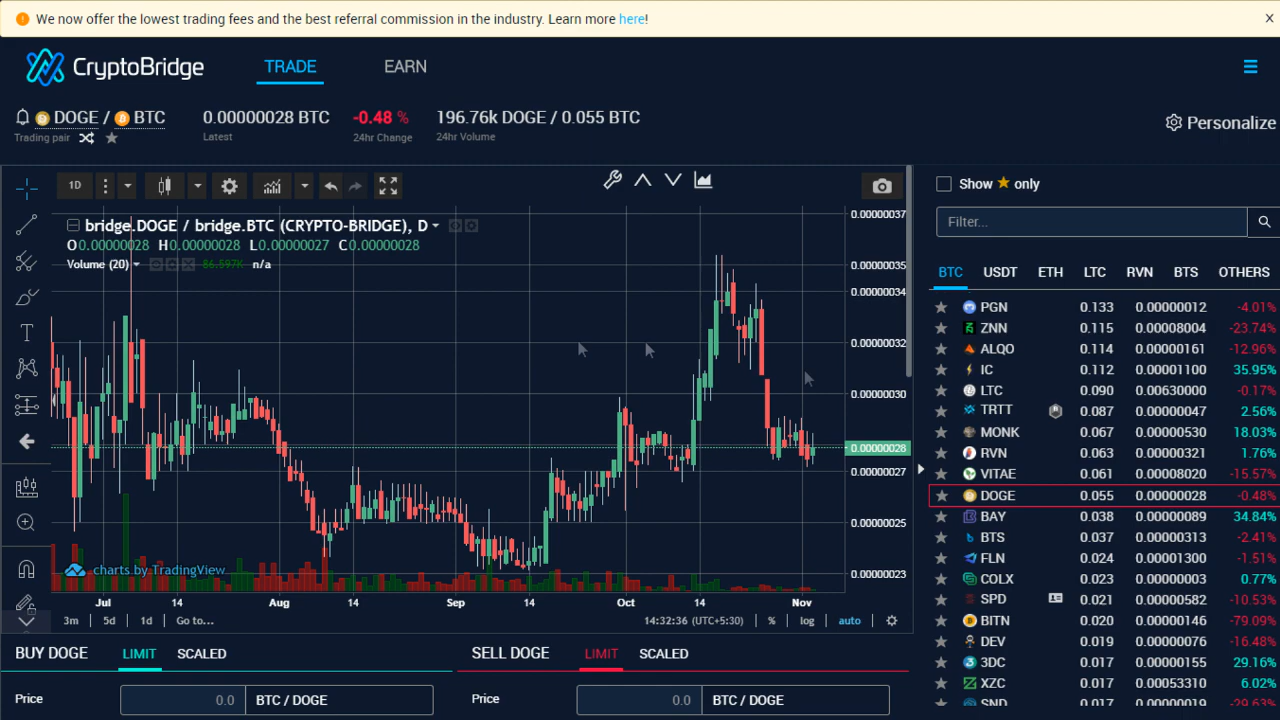 We now offer the lowest trading fees and the best referral commission in the industry. Learn more here!
CryptoBridge TRADE EARN
DOGE / BTC 0.00000028 BTC -0.48 % 196.76k DOGE / 0.055 BTC
Trading pair Latest 24hr Change 24hr Volume
Personalize
1D
bridge.DOGE / bridge.BTC (CRYPTO-BRIDGE), D
O0.00000028 H0.00000028 L0.00000027 C0.00000028
Volume (20) 86.597K n/a
0.00000037
0.00000035
0.00000034
0.00000032
0.00000030
0.00000028
0.00000027
0.00000025
0.00000023
charts by TradingView
Jul 14 Aug 14 Sep 14 Oct 14 Nov
3m 5d 1d Go to... 14:32:36 (UTC+5:30) % log auto
BUY DOGE LIMIT SCALED SELL DOGE LIMIT SCALED
Price 0.0 BTC / DOGE Price 0.0 BTC / DOGE
Show only
Filter...
BTC USDT ETH LTC RVN BTS OTHERS
PGN 0.133 0.00000012 -4.01%
ZNN 0.115 0.00008004 -23.74%
ALQO 0.114 0.00000161 -12.96%
IC 0.112 0.00001100 35.95%
LTC 0.090 0.00630000 -0.17%
TRTT 0.087 0.00000047 2.56%
MONK 0.067 0.00000530 18.03%
RVN 0.063 0.00000321 1.76%
VITAE 0.061 0.00008020 -15.57%
DOGE 0.055 0.00000028 -0.48%
BAY 0.038 0.00000089 34.84%
BTS 0.037 0.00000313 -2.41%
FLN 0.024 0.00001300 -1.51%
COLX 0.023 0.00000003 0.77%
SPD 0.021 0.00000582 -10.53%
BITN 0.020 0.00000146 -79.09%
DEV 0.019 0.00000076 -16.48%
3DC 0.017 0.00000155 29.16%
XZC 0.017 0.00053310 6.02%
SND 0.017 0.00000019 -29.63%